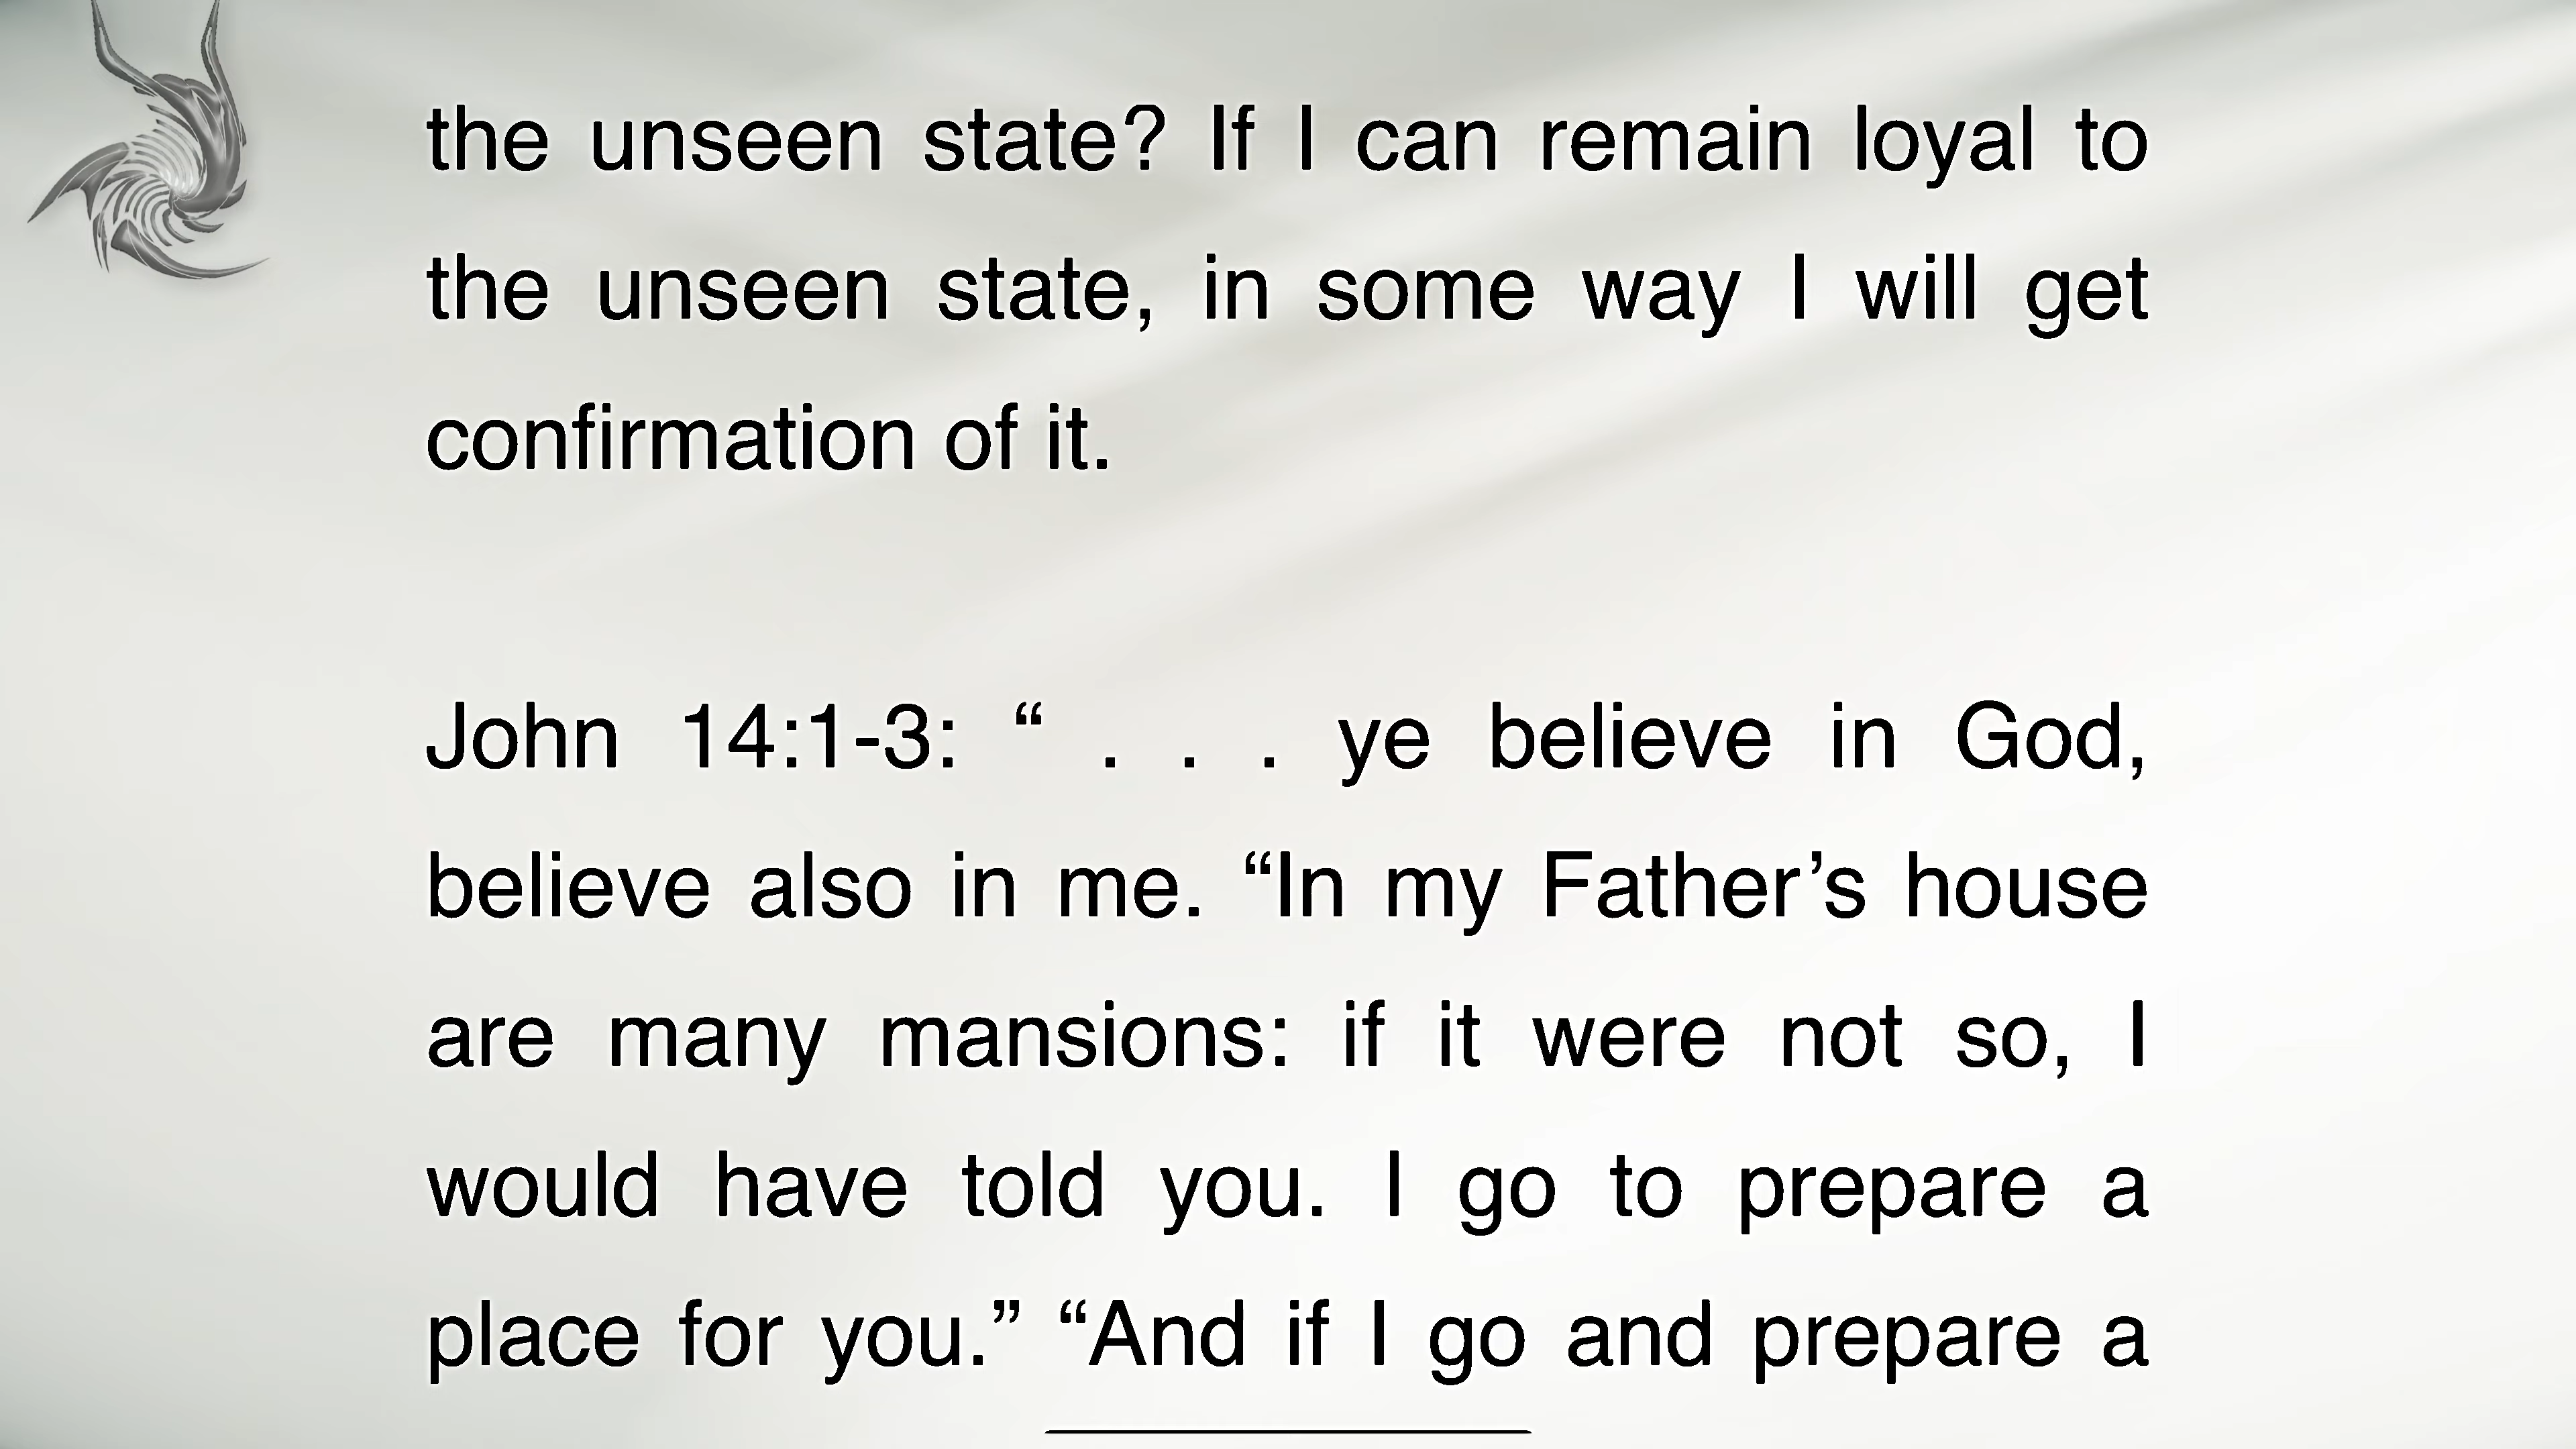 the unseen state? If I can remain loyal to
the unseen state, in some way I will get
confirmation of it.
John 14:1-3: “ . . . ye believe in God,
believe also in me. “In my Father’s house
are many mansions: if it were not so, I
would have told you. I go to prepare a
place for you.” “And if I go and prepare a